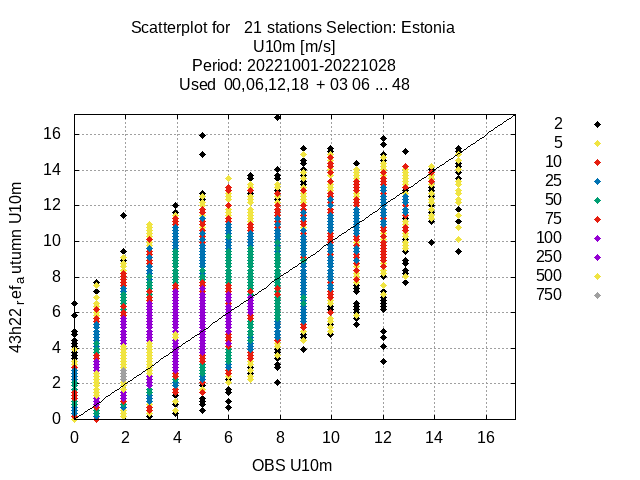 Scatterplot for   21 stations Selection: Estonia
U10m [m/s]
Period: 20221001-20221028
Used  00,06,12,18  + 03 06 ... 48
43h22_ref_autumn U10m
16
14
12
10
8
6
4
2
0
0 2 4 6 8 10 12 14 16
OBS U10m
2
5
10
25
50
75
100
250
500
750